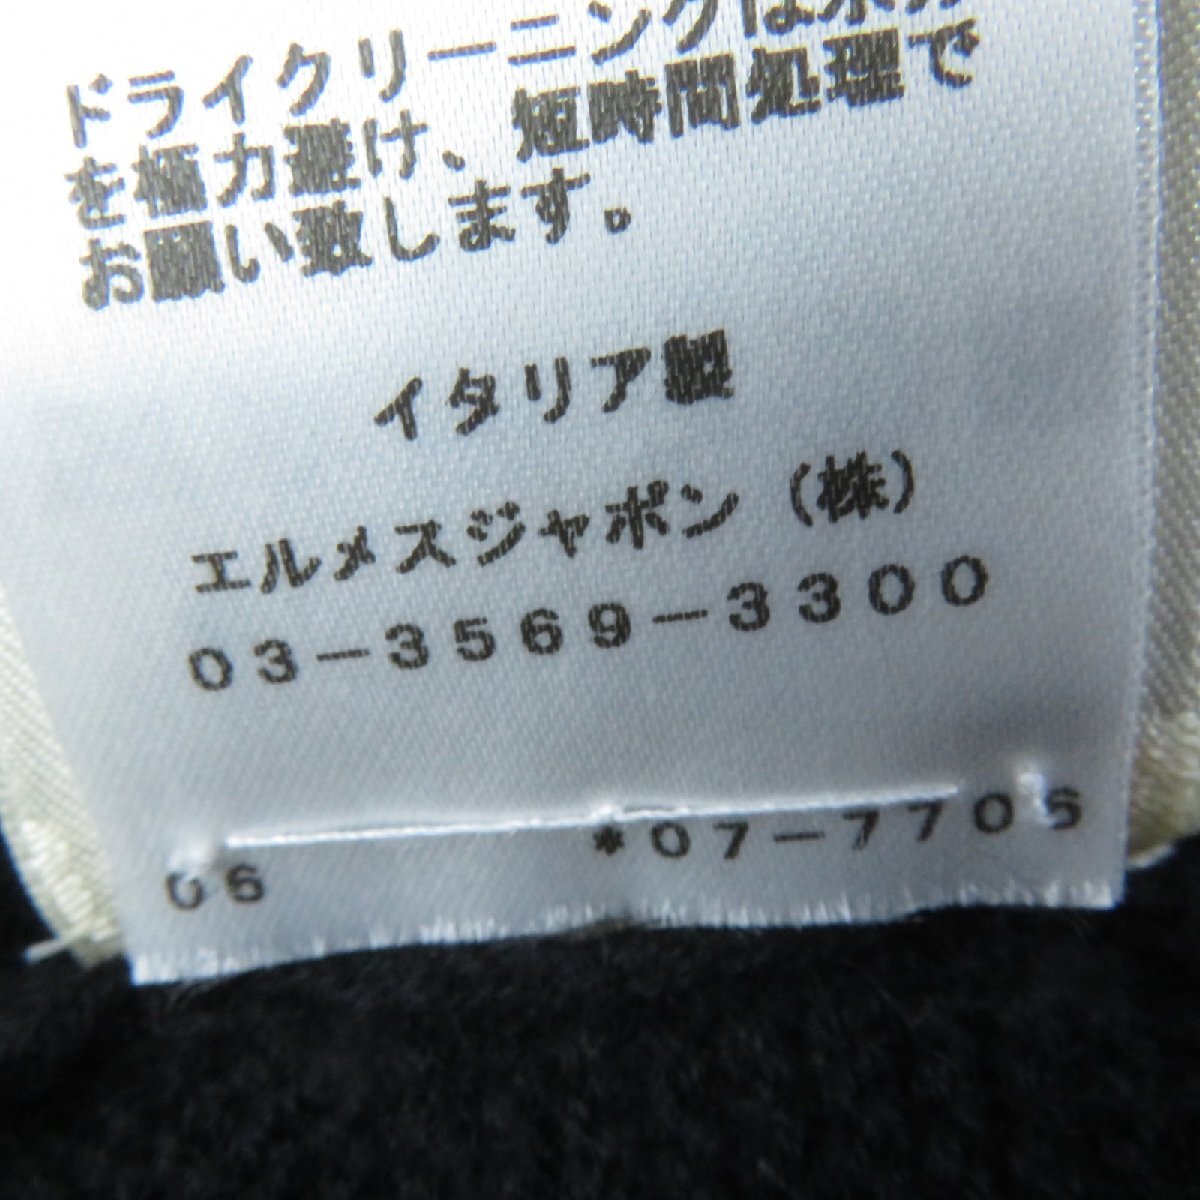 ドライクリーニングは水分
を極力避け、短時間処理で
お願い致します。
イタリア製
エルメスジャポン（株）
03-3569-3300
06 *07-7705